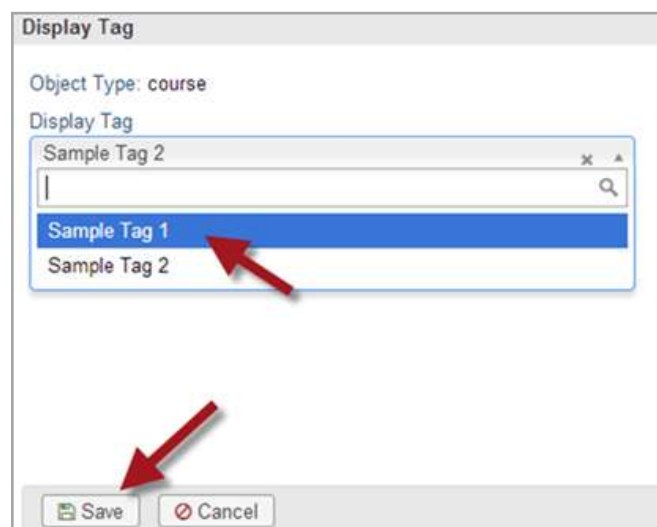 Display Tag
Object Type: course
Display Tag
Sample Tag 2
Sample Tag 1
Sample Tag 2
Save Cancel